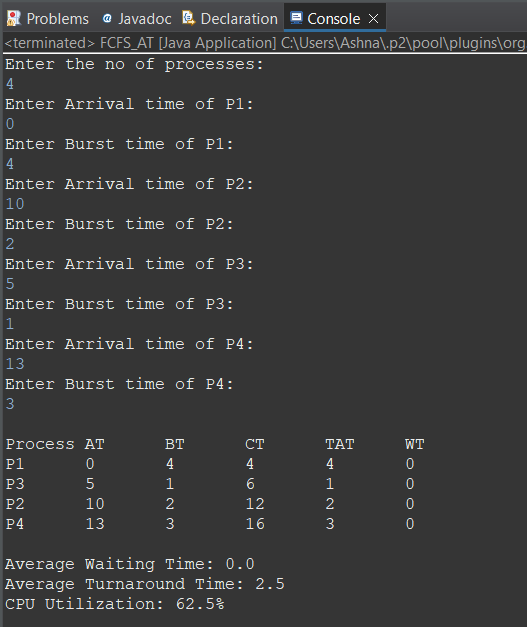 Problems @ Javadoc Declaration Console ×
<terminated> FCFS_AT [Java Application] C:\Users\Ashna\.p2\pool\plugins\org
Enter the no of processes:
4
Enter Arrival time of P1:
0
Enter Burst time of P1:
4
Enter Arrival time of P2:
10
Enter Burst time of P2:
2
Enter Arrival time of P3:
5
Enter Burst time of P3:
1
Enter Arrival time of P4:
13
Enter Burst time of P4:
3
Process AT BT CT TAT WT
P1 0 4 4 4 0
P3 5 1 6 1 0
P2 10 2 12 2 0
P4 13 3 16 3 0
Average Waiting Time: 0.0
Average Turnaround Time: 2.5
CPU Utilization: 62.5%